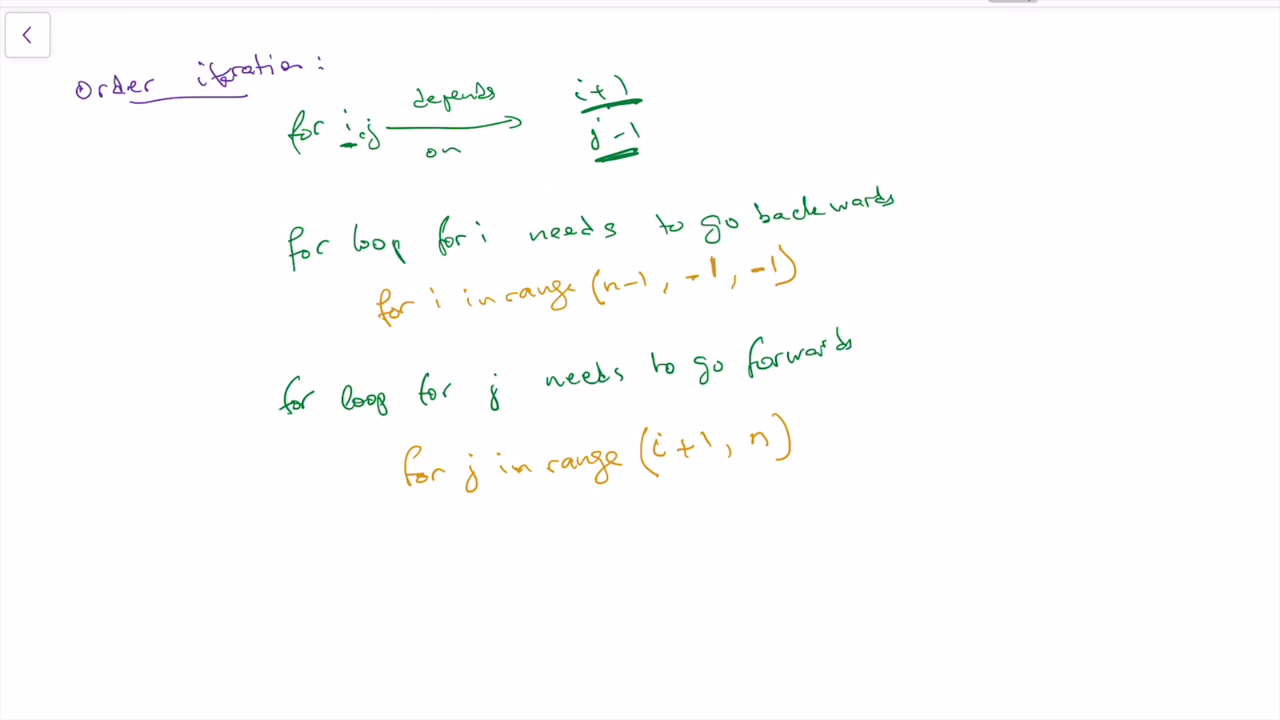 Order iteration:
for i,j depends on i+1
j-1
for loop for i needs to go backwards
for i in range (n-1, -1, -1)
for loop for j needs to go forwards
for j in range (i+1, n)